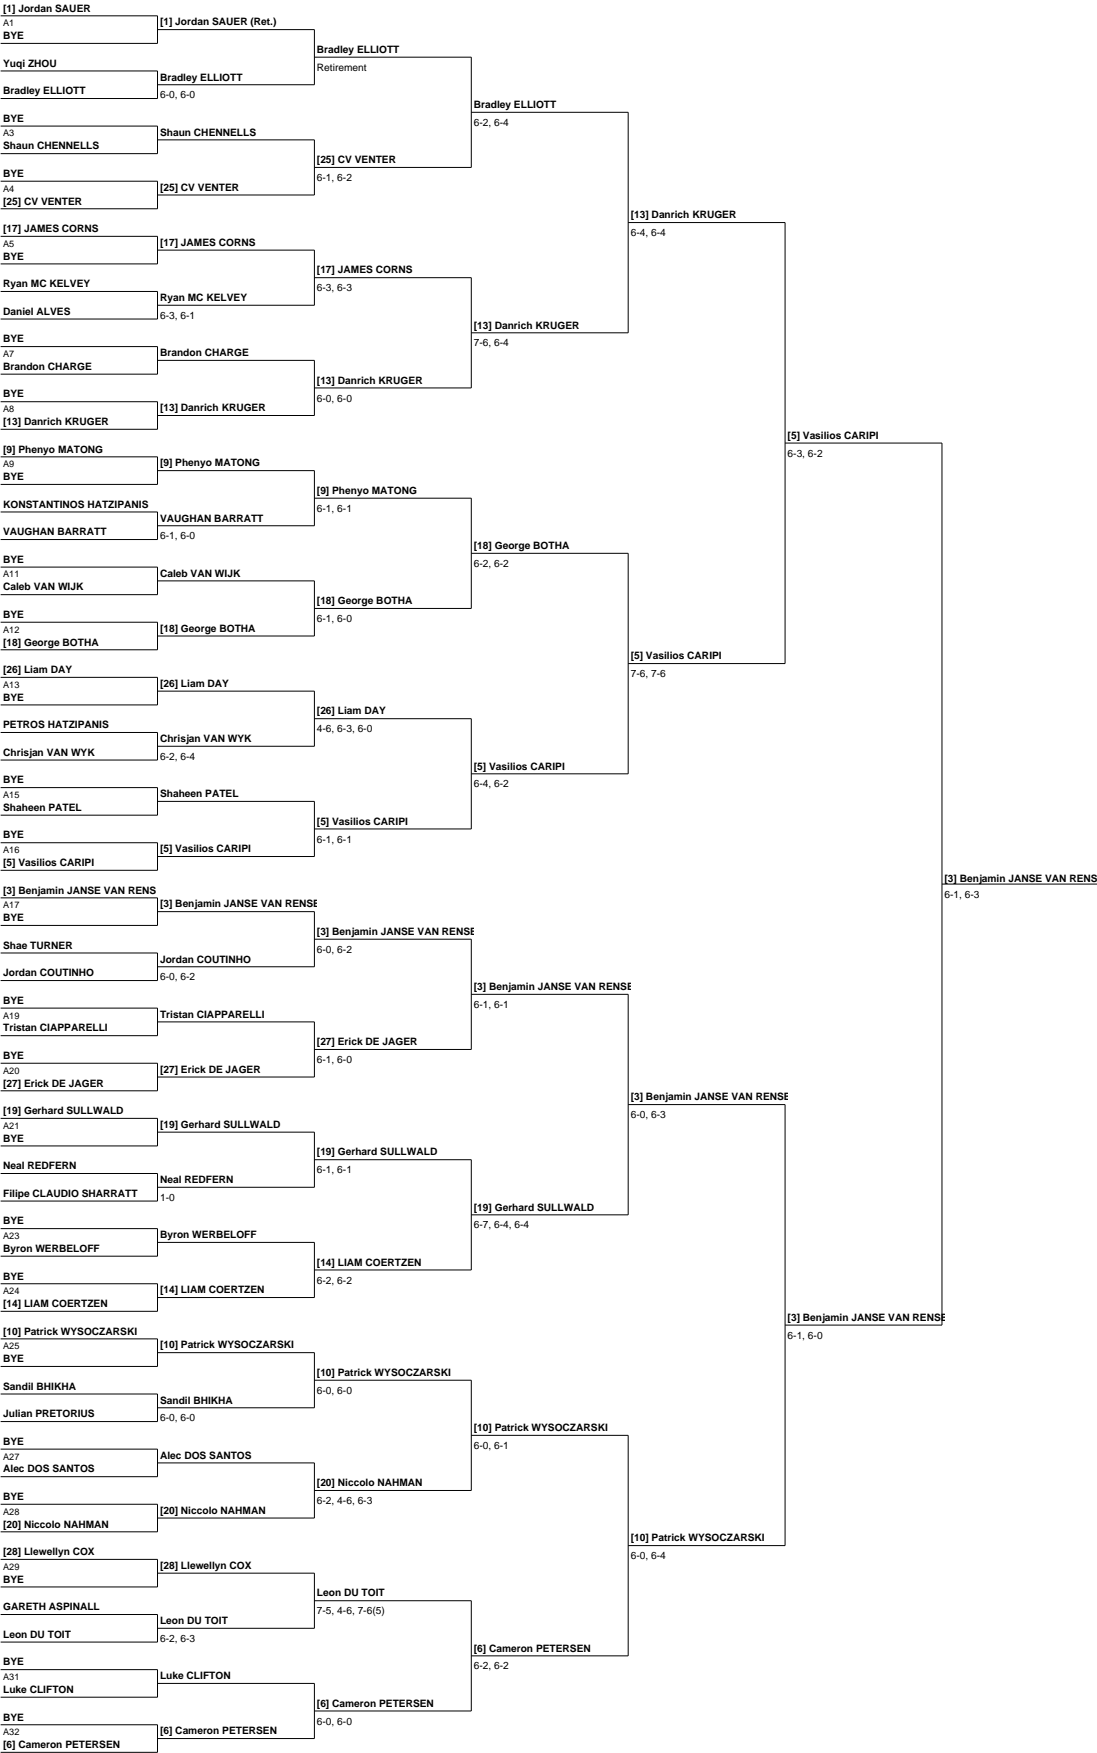 [1] Jordan SAUER
A1
BYE
[1] Jordan SAUER (Ret.)
Bradley ELLIOTT
Retirement
Yuqi ZHOU
Bradley ELLIOTT
6-0, 6-0
Bradley ELLIOTT
Bradley ELLIOTT
6-2, 6-4
BYE
A3
Shaun CHENNELLS
Shaun CHENNELLS
[25] CV VENTER
6-1, 6-2
BYE
A4
[25] CV VENTER
[25] CV VENTER
[13] Danrich KRUGER
6-4, 6-4
[17] JAMES CORNS
A5
BYE
[17] JAMES CORNS
[17] JAMES CORNS
6-3, 6-3
Ryan MC KELVEY
Ryan MC KELVEY
6-3, 6-1
Daniel ALVES
[13] Danrich KRUGER
7-6, 6-4
BYE
A7
Brandon CHARGE
Brandon CHARGE
[13] Danrich KRUGER
6-0, 6-0
BYE
A8
[13] Danrich KRUGER
[13] Danrich KRUGER
[5] Vasilios CARIPI
6-3, 6-2
[9] Phenyo MATONG
A9
BYE
[9] Phenyo MATONG
[9] Phenyo MATONG
6-1, 6-1
KONSTANTINOS HATZIPANIS
VAUGHAN BARRATT
6-1, 6-0
VAUGHAN BARRATT
[18] George BOTHA
6-2, 6-2
BYE
A11
Caleb VAN WIJK
Caleb VAN WIJK
[18] George BOTHA
6-1, 6-0
BYE
A12
[18] George BOTHA
[18] George BOTHA
[5] Vasilios CARIPI
7-6, 7-6
[26] Liam DAY
A13
BYE
[26] Liam DAY
[26] Liam DAY
4-6, 6-3, 6-0
PETROS HATZIPANIS
Chrisjan VAN WYK
6-2, 6-4
Chrisjan VAN WYK
[5] Vasilios CARIPI
6-4, 6-2
BYE
A15
Shaheen PATEL
Shaheen PATEL
[5] Vasilios CARIPI
6-1, 6-1
BYE
A16
[5] Vasilios CARIPI
[5] Vasilios CARIPI
[3] Benjamin JANSE VAN RENS
6-1, 6-3
[3] Benjamin JANSE VAN RENS
A17
BYE
[3] Benjamin JANSE VAN RENSE
[3] Benjamin JANSE VAN RENSE
6-0, 6-2
Shae TURNER
Jordan COUTINHO
6-0, 6-2
Jordan COUTINHO
[3] Benjamin JANSE VAN RENSE
6-1, 6-1
BYE
A19
Tristan CIAPPARELLI
Tristan CIAPPARELLI
[27] Erick DE JAGER
6-1, 6-0
BYE
A20
[27] Erick DE JAGER
[27] Erick DE JAGER
[3] Benjamin JANSE VAN RENSE
6-0, 6-3
[19] Gerhard SULLWALD
A21
BYE
[19] Gerhard SULLWALD
[19] Gerhard SULLWALD
6-1, 6-1
Neal REDFERN
Neal REDFERN
1-0
Filipe CLAUDIO SHARRATT
[19] Gerhard SULLWALD
6-7, 6-4, 6-4
BYE
A23
Byron WERBELOFF
Byron WERBELOFF
[14] LIAM COERTZEN
6-2, 6-2
BYE
A24
[14] LIAM COERTZEN
[14] LIAM COERTZEN
[3] Benjamin JANSE VAN RENSE
6-1, 6-0
[10] Patrick WYSOCZARSKI
A25
BYE
[10] Patrick WYSOCZARSKI
[10] Patrick WYSOCZARSKI
6-0, 6-0
Sandil BHIKHA
Sandil BHIKHA
6-0, 6-0
Julian PRETORIUS
[10] Patrick WYSOCZARSKI
6-0, 6-1
BYE
A27
Alec DOS SANTOS
Alec DOS SANTOS
[20] Niccolo NAHMAN
6-2, 4-6, 6-3
BYE
A28
[20] Niccolo NAHMAN
[20] Niccolo NAHMAN
[10] Patrick WYSOCZARSKI
6-0, 6-4
[28] Llewellyn COX
A29
BYE
[28] Llewellyn COX
Leon DU TOIT
7-5, 4-6, 7-6(5)
GARETH ASPINALL
Leon DU TOIT
6-2, 6-3
Leon DU TOIT
[6] Cameron PETERSEN
6-2, 6-2
BYE
A31
Luke CLIFTON
Luke CLIFTON
[6] Cameron PETERSEN
6-0, 6-0
BYE
A32
[6] Cameron PETERSEN
[6] Cameron PETERSEN